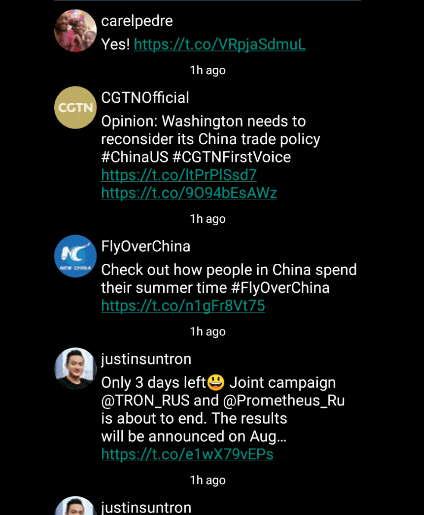 carelpedre
Yes! https://t.co/VRpjaSdmuL
1h ago
CGTN
CGTNOfficial
Opinion: Washington needs to
reconsider its China trade policy
#ChinaUS #CGTNFirstVoice
https://t.co/ltPrPlSsd7
https://t.co/9O94bEsAWz
1h ago
NC
NEW CHINA
FlyOverChina
Check out how people in China spend
their summer time #FlyOverChina
https://t.co/n1gFr8Vt75
1h ago
justinsuntron
Only 3 days left😃 Joint campaign
@TRON_RUS and @Prometheus_Ru
is about to end. The results
will be announced on Aug…
https://t.co/e1wX79vEPs
1h ago
justinsuntron